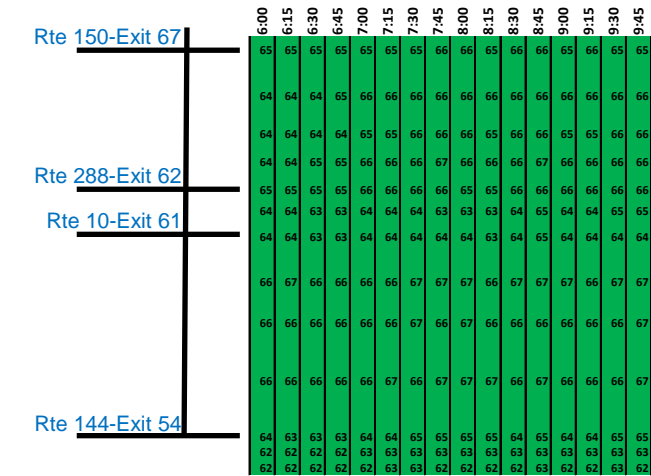 6:00 6:15 6:30 6:45 7:00 7:15 7:30 7:45 8:00 8:15 8:30 8:45 9:00 9:15 9:30 9:45
Rte 150-Exit 67
65 65 65 65 65 65 65 66 66 65 66 65 65 65 65 65
64 64 64 65 66 66 66 66 66 66 66 66 66 66 66 66
64 64 64 64 65 65 66 66 66 65 66 66 65 65 66 66
64 64 65 65 66 66 66 67 66 66 66 67 66 66 66 66
Rte 288-Exit 62
65 65 65 65 66 66 66 66 65 65 66 66 66 66 66 66
64 64 63 63 64 64 64 63 63 63 64 65 64 64 65 65
Rte 10-Exit 61
64 64 63 63 64 64 64 64 64 63 64 65 64 64 64 64
66 67 66 66 66 66 67 67 67 66 66 67 67 66 67 67
66 66 66 66 66 67 66 67 66 66 66 66 66 66 66 67
66 66 66 66 66 67 66 67 67 67 66 67 66 66 66 67
Rte 144-Exit 54
64 63 63 63 64 64 65 65 65 65 64 65 64 64 65 65
62 62 62 62 63 63 63 63 63 63 63 63 63 63 63 63
62 62 62 62 63 63 62 63 62 62 63 62 62 62 63 62